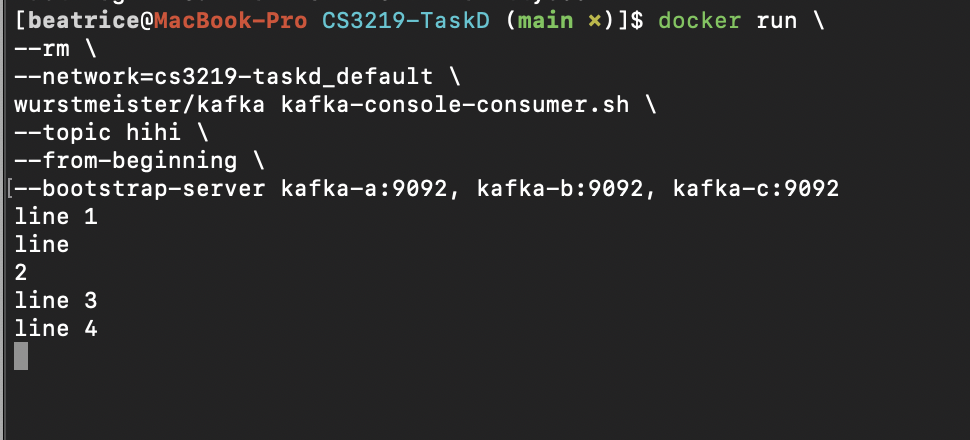 [beatrice@MacBook-Pro CS3219-TaskD (main ×)]$ docker run \
--rm \
--network=cs3219-taskd_default \
wurstmeister/kafka kafka-console-consumer.sh \
--topic hihi \
--from-beginning \
[--bootstrap-server kafka-a:9092, kafka-b:9092, kafka-c:9092
line 1
line
2
line 3
line 4